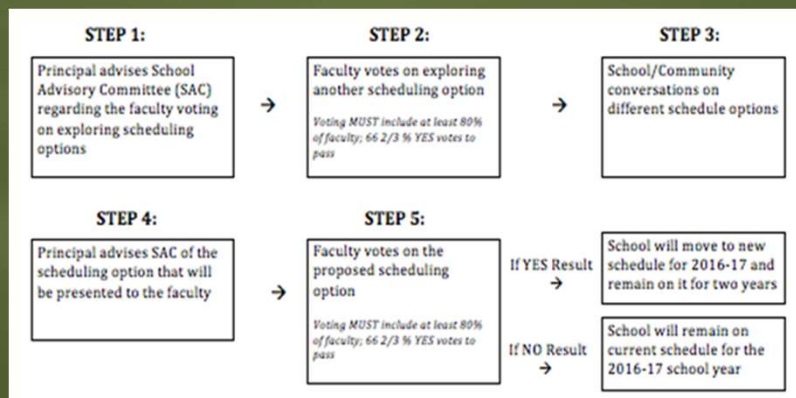 STEP 1:
Principal advises School
Advisory Committee (SAC)
regarding the faculty voting
on exploring scheduling
options
→
STEP 2:
Faculty votes on exploring
another scheduling option
Voting MUST include at least 80%
of faculty; 66 2/3 % YES votes to
pass
→
STEP 3:
School/Community
conversations on
different schedule options
STEP 4:
Principal advises SAC of the
scheduling option that will
be presented to the faculty
→
STEP 5:
Faculty votes on the
proposed scheduling
option
Voting MUST include at least 80%
of faculty; 66 2/3 % YES votes to
pass
If YES Result
→
School will move to new
schedule for 2016-17 and
remain on it for two years
If NO Result
→
School will remain on
current schedule for the
2016-17 school year